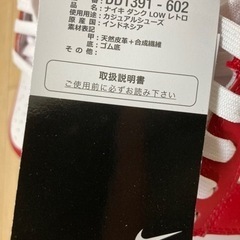 DD1391-602
品名：ナイキ ダンク LOW レトロ
使用用途：カジュアルシューズ
原産国：インドネシア
素材表記
甲：天然皮革＋合成繊維
底：ゴム底
取扱説明書
ご使用前に必ずお読み下さい